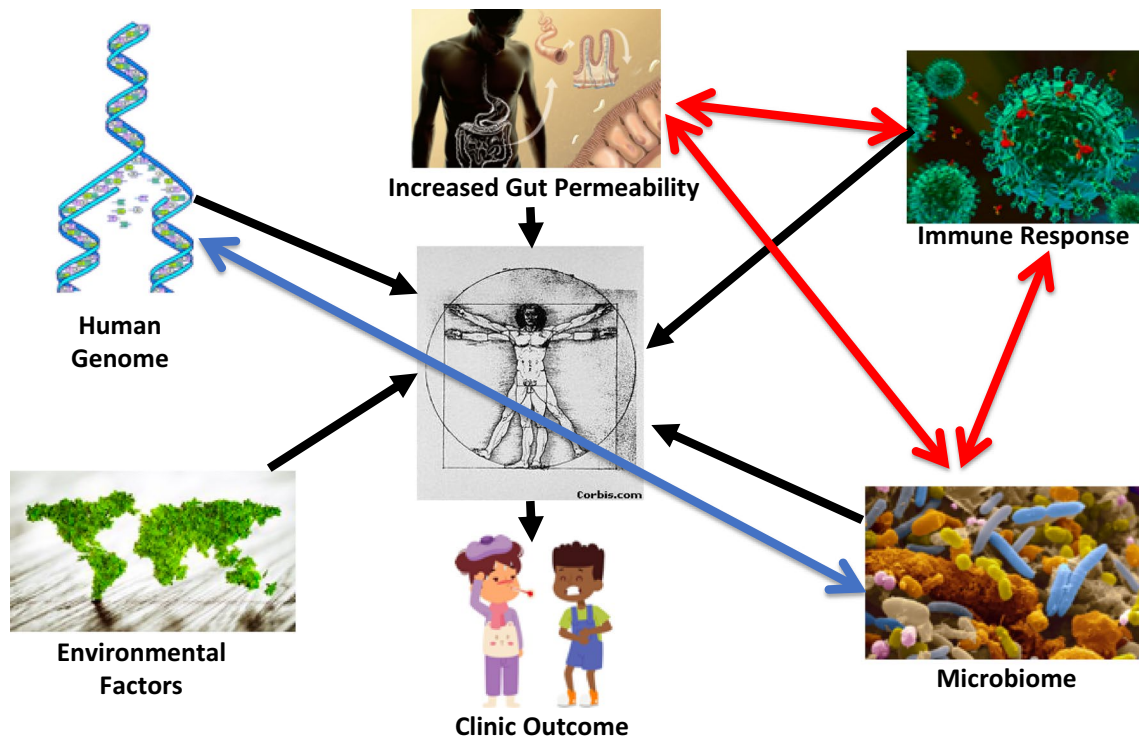 Increased Gut Permeability
Immune Response
Human
Genome
Corbis.com
Environmental
Factors
Microbiome
Clinic Outcome